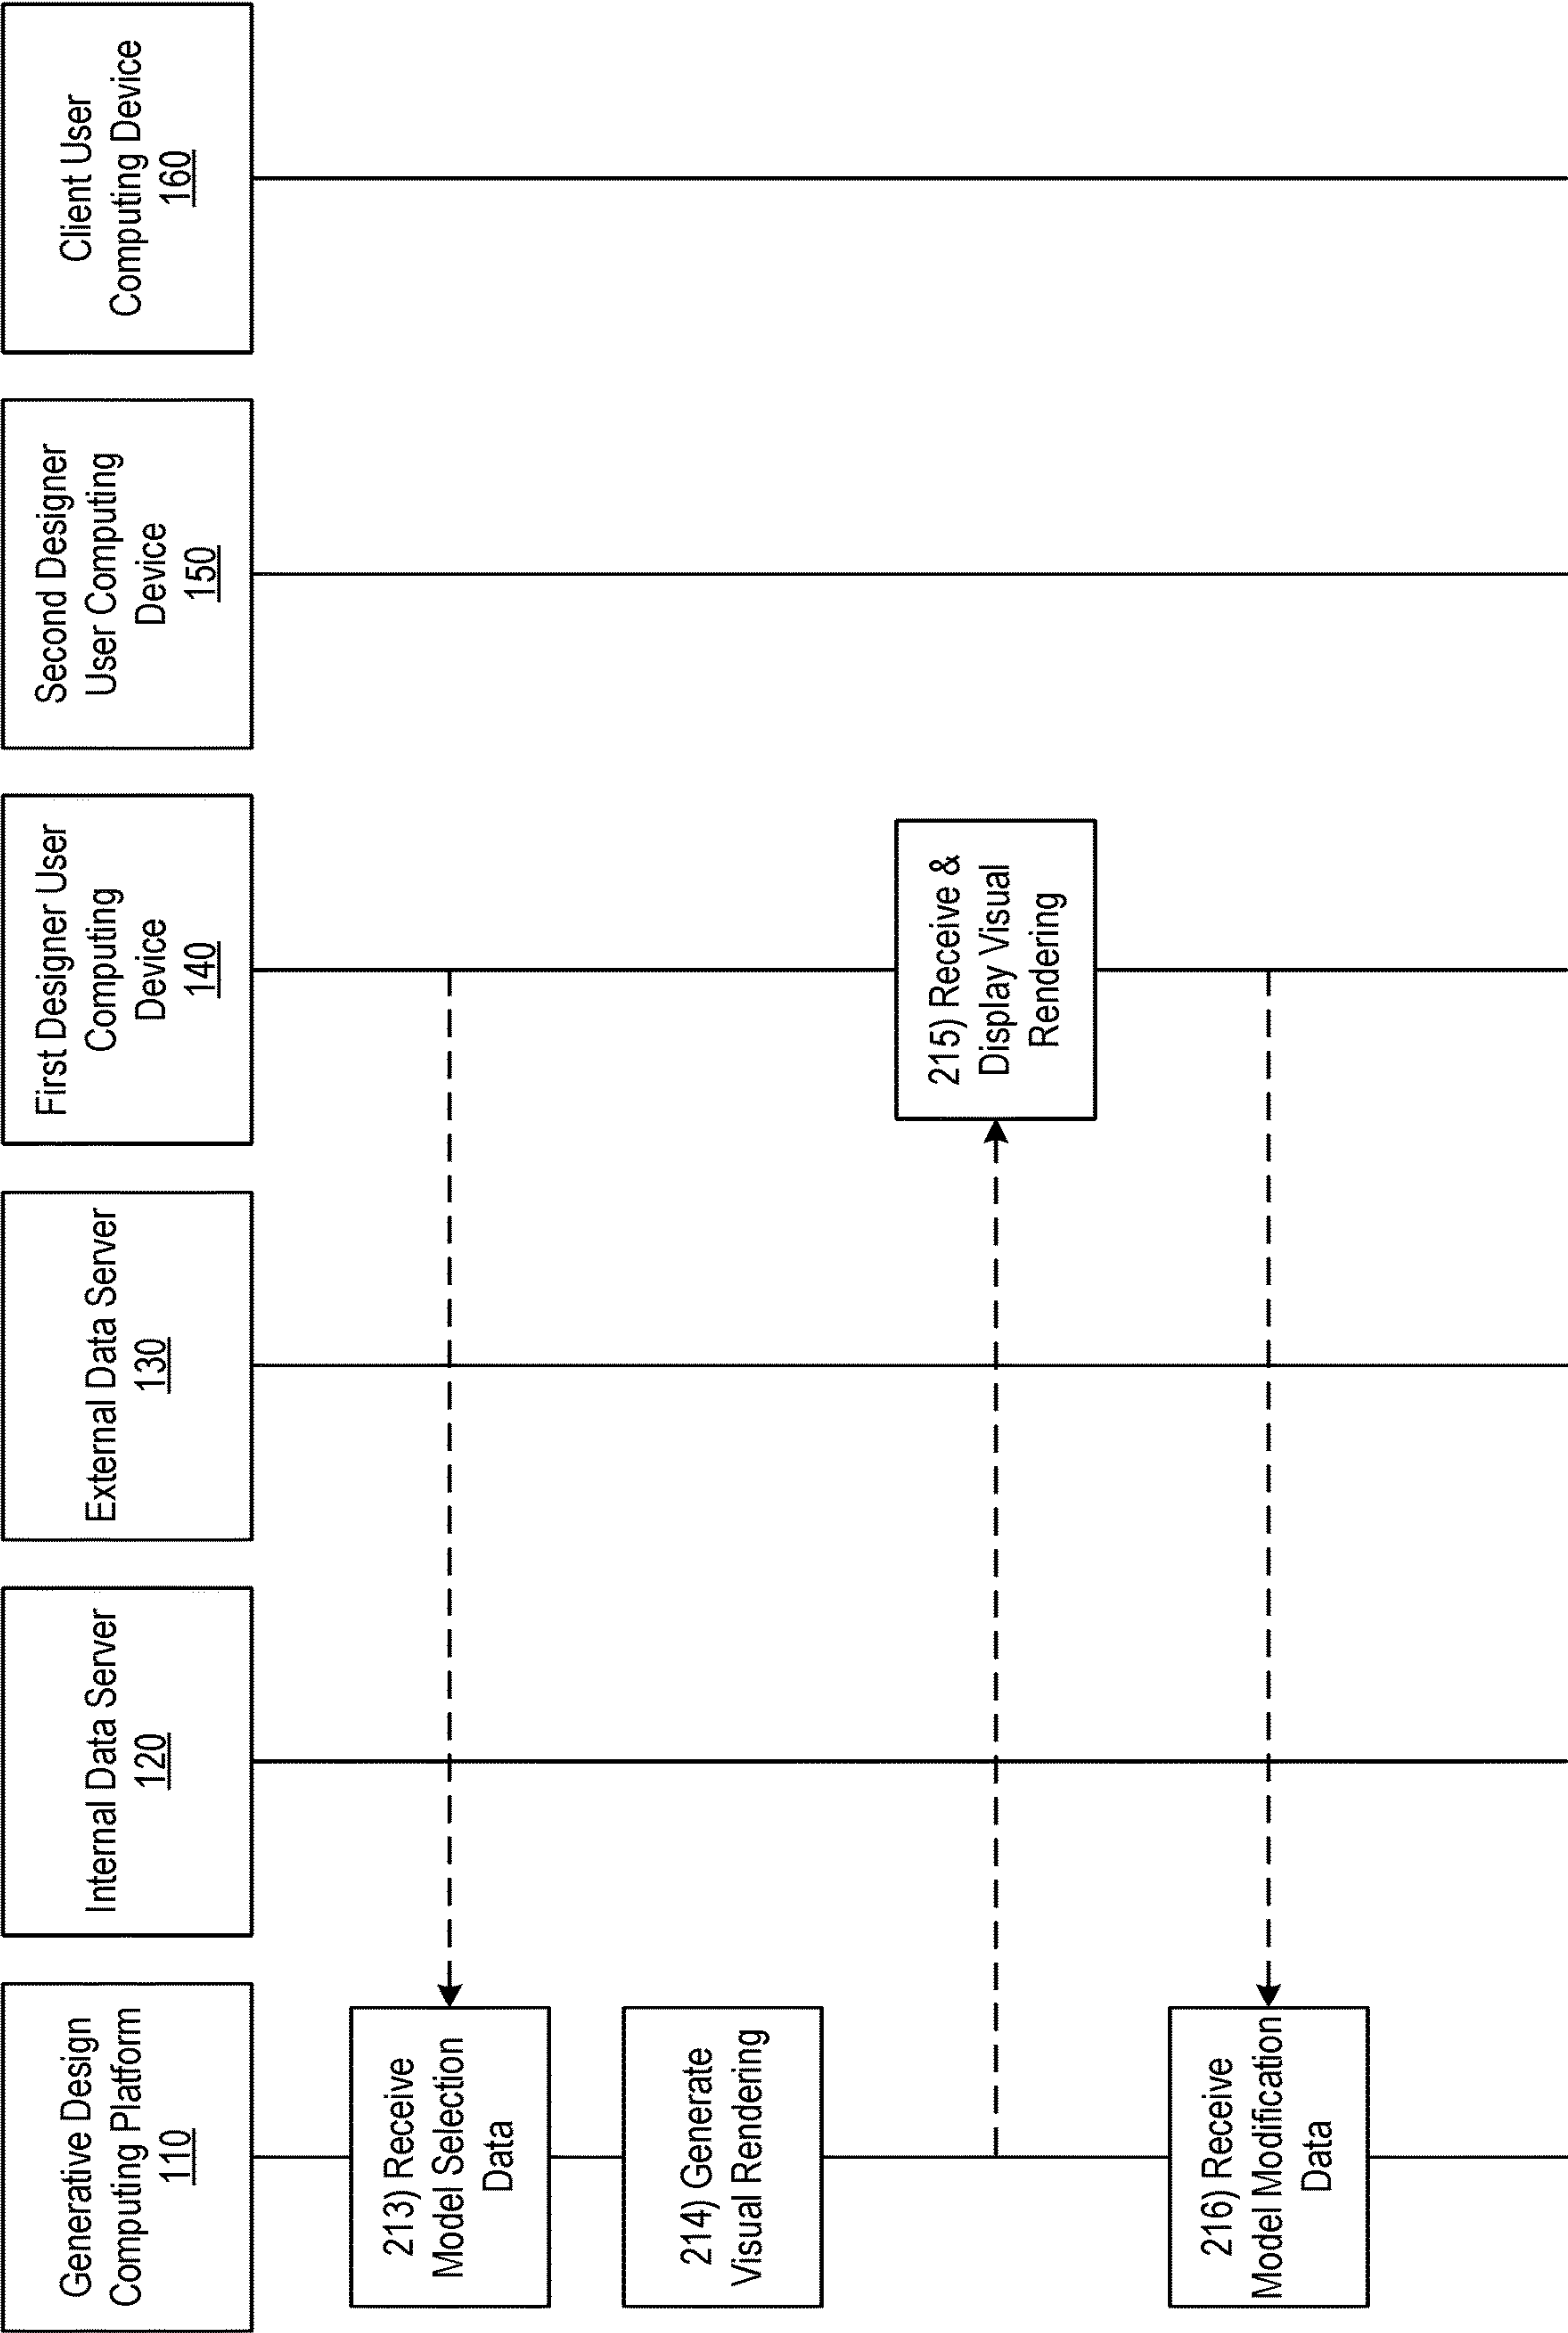 Generative Design
Computing Platform
110
Internal Data Server
120
External Data Server
130
First Designer User
Computing
Device
140
Second Designer
User Computing
Device
150
Client User
Computing Device
160
213) Receive
Model Selection
Data
214) Generate
Visual Rendering
215) Receive &
Display Visual
Rendering
216) Receive
Model Modification
Data